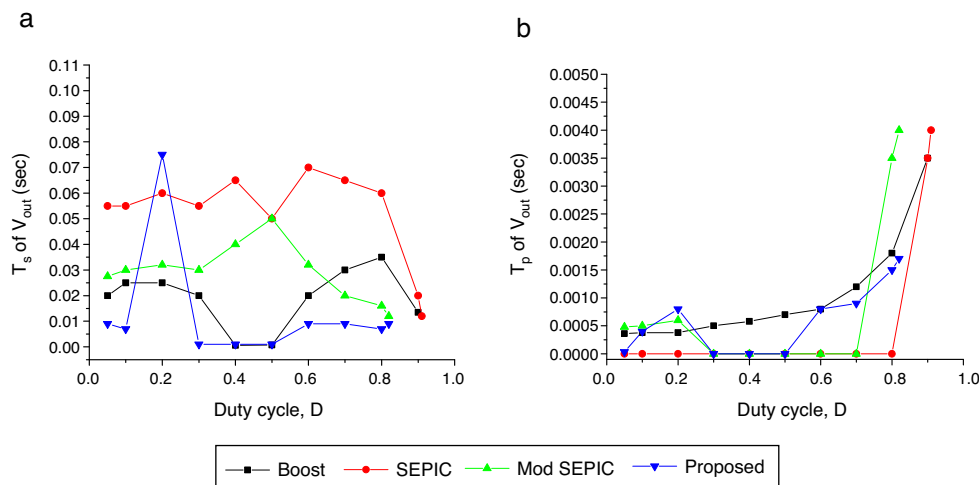 a
0.11
0.10
0.09
0.08
0.07
0.06
0.05
0.04
0.03
0.02
0.01
0.00
T_s of V_out (sec)
0.0 0.2 0.4 0.6 0.8 1.0
Duty cycle, D
b
0.0050
0.0045
0.0040
0.0035
0.0030
0.0025
0.0020
0.0015
0.0010
0.0005
0.0000
T_p of V_out (sec)
0.0 0.2 0.4 0.6 0.8 1.0
Duty cycle, D
Boost SEPIC Mod SEPIC Proposed